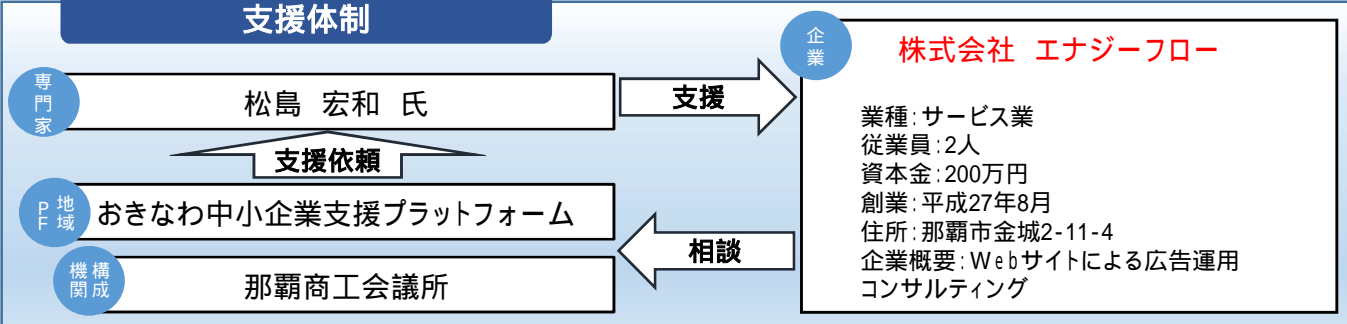 支援体制
専門家
松島 宏和 氏
支援
支援依頼
地域PF
おきなわ中小企業支援プラットフォーム
相談
構成機関
那覇商工会議所
企業
株式会社 エナジーフロー
業種:サービス業
従業員:2人
資本金:200万円
創業:平成27年8月
住所:那覇市金城2-11-4
企業概要:Webサイトによる広告運用
コンサルティング